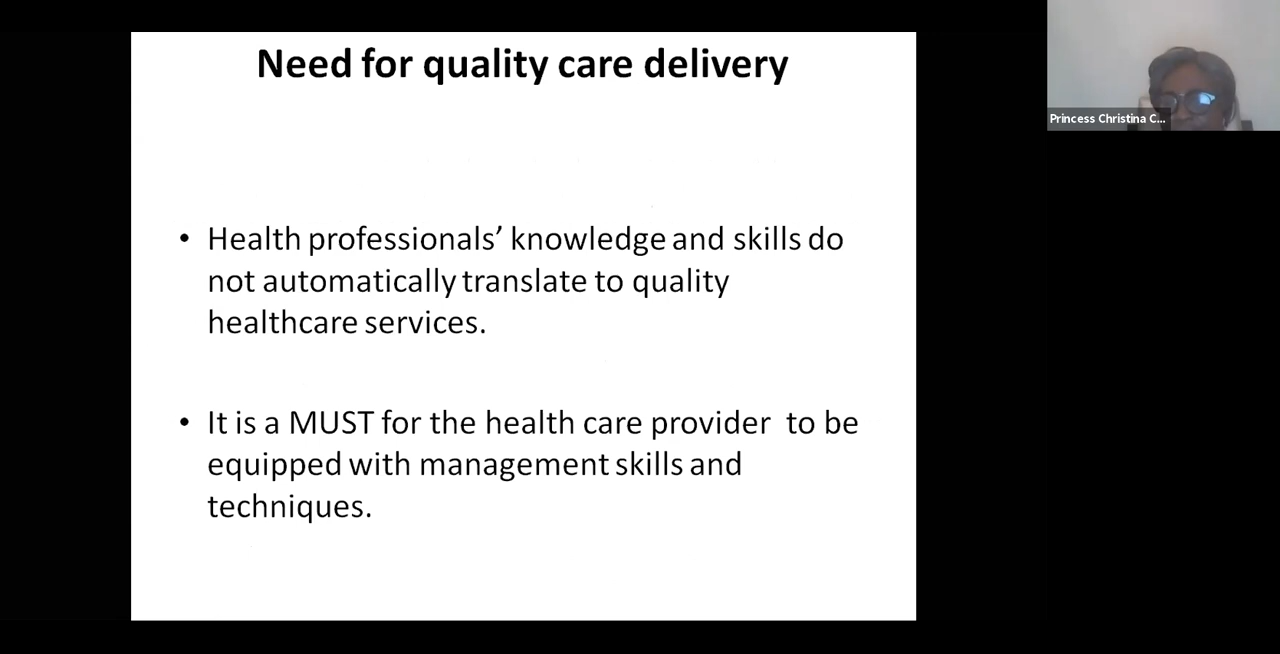 Need for quality care delivery
Princess Christina C...
• Health professionals’ knowledge and skills do
not automatically translate to quality
healthcare services.
• It is a MUST for the health care provider to be
equipped with management skills and
techniques.